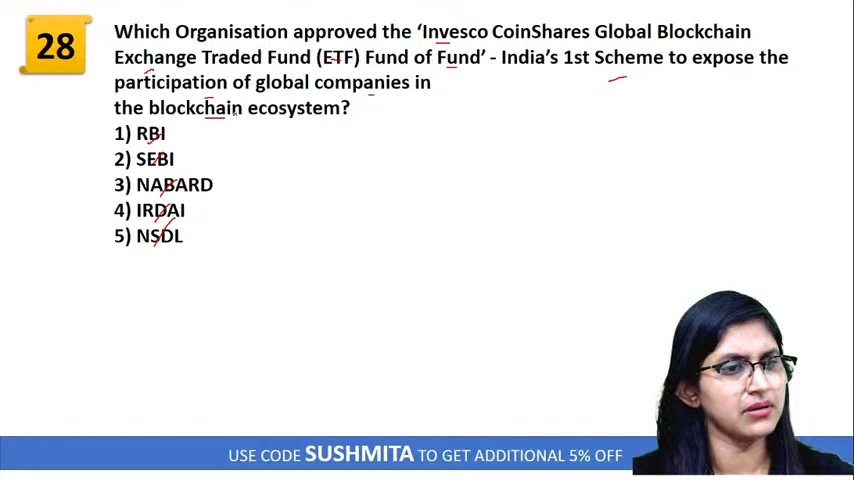 28
Which Organisation approved the ‘Invesco CoinShares Global Blockchain
Exchange Traded Fund (ETF) Fund of Fund’ - India’s 1st Scheme to expose the
participation of global companies in
the blockchain ecosystem?
1) RBI
2) SEBI
3) NABARD
4) IRDAI
5) NSDL
USE CODE SUSHMITA TO GET ADDITIONAL 5% OFF